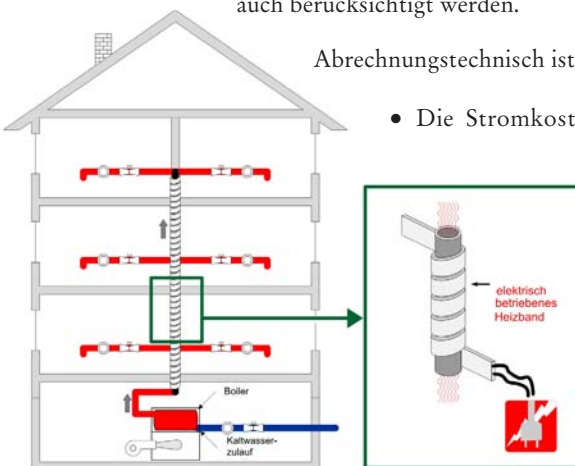 auch berücksichtigt werden.
Abrechnungstechnisch ist
• Die Stromkost
elektrisch
betriebenes
Heizband
Boiler
Kaltwasser-
zulauf